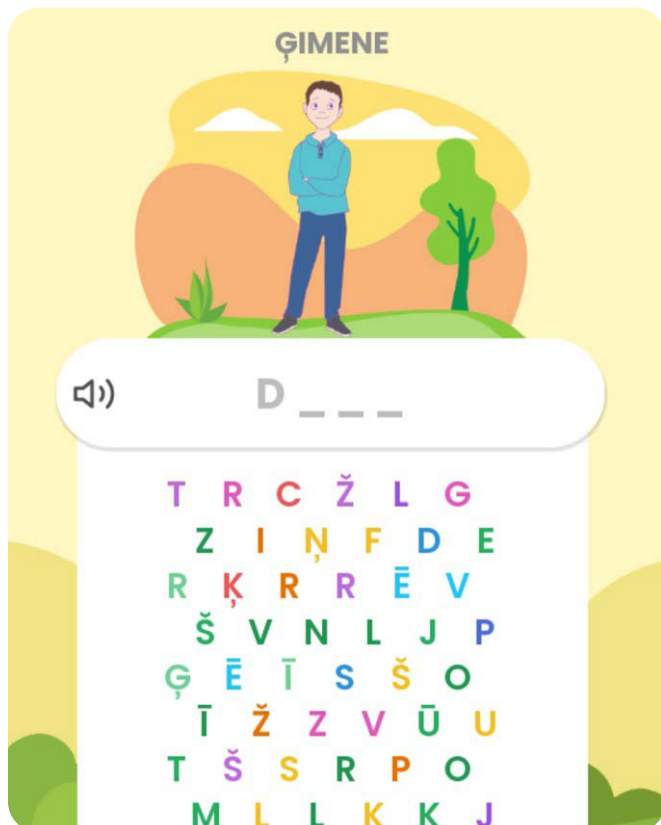 ĢIMENE
D _ _ _
T R C Ž L G
Z I Ņ F D E
R Ķ R R Ē V
Š V N L J P
Ģ Ē Ī S Š O
Ī Ž Z V Ū U
T Š S R P O
M L L K K J